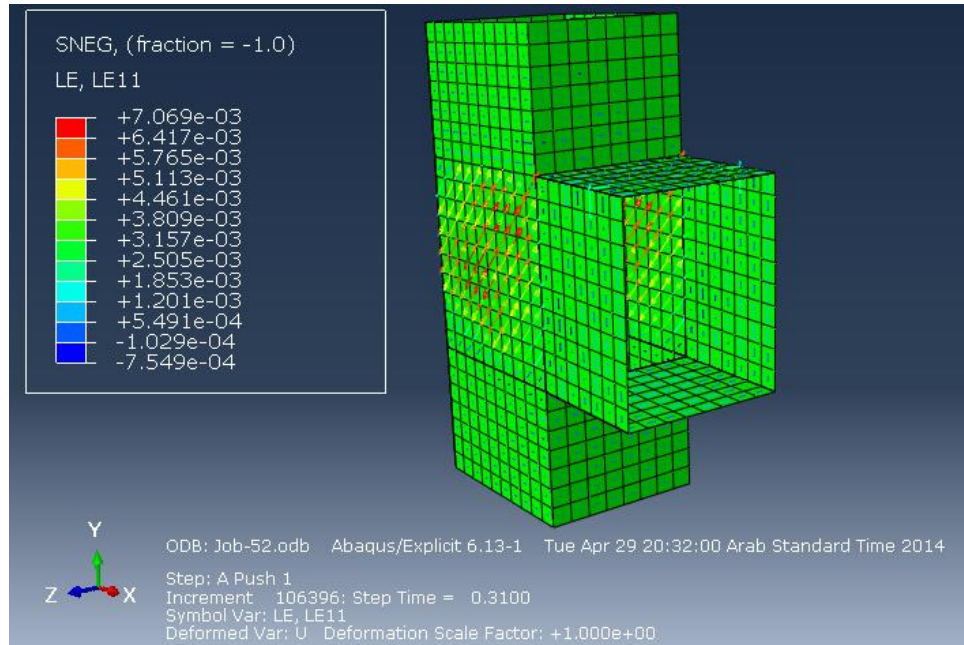 SNEG, (fraction = -1.0)
LE, LE11
+7.069e-03
+6.417e-03
+5.765e-03
+5.113e-03
+4.461e-03
+3.809e-03
+3.157e-03
+2.505e-03
+1.853e-03
+1.201e-03
+5.491e-04
-1.029e-04
-7.549e-04
Y
Z
X
ODB: Job-52.odb Abaqus/Explicit 6.13-1 Tue Apr 29 20:32:00 Arab Standard Time 2014
Step: A Push 1
Increment 106396: Step Time = 0.3100
Symbol Var: LE, LE11
Deformed Var: U Deformation Scale Factor: +1.000e+00